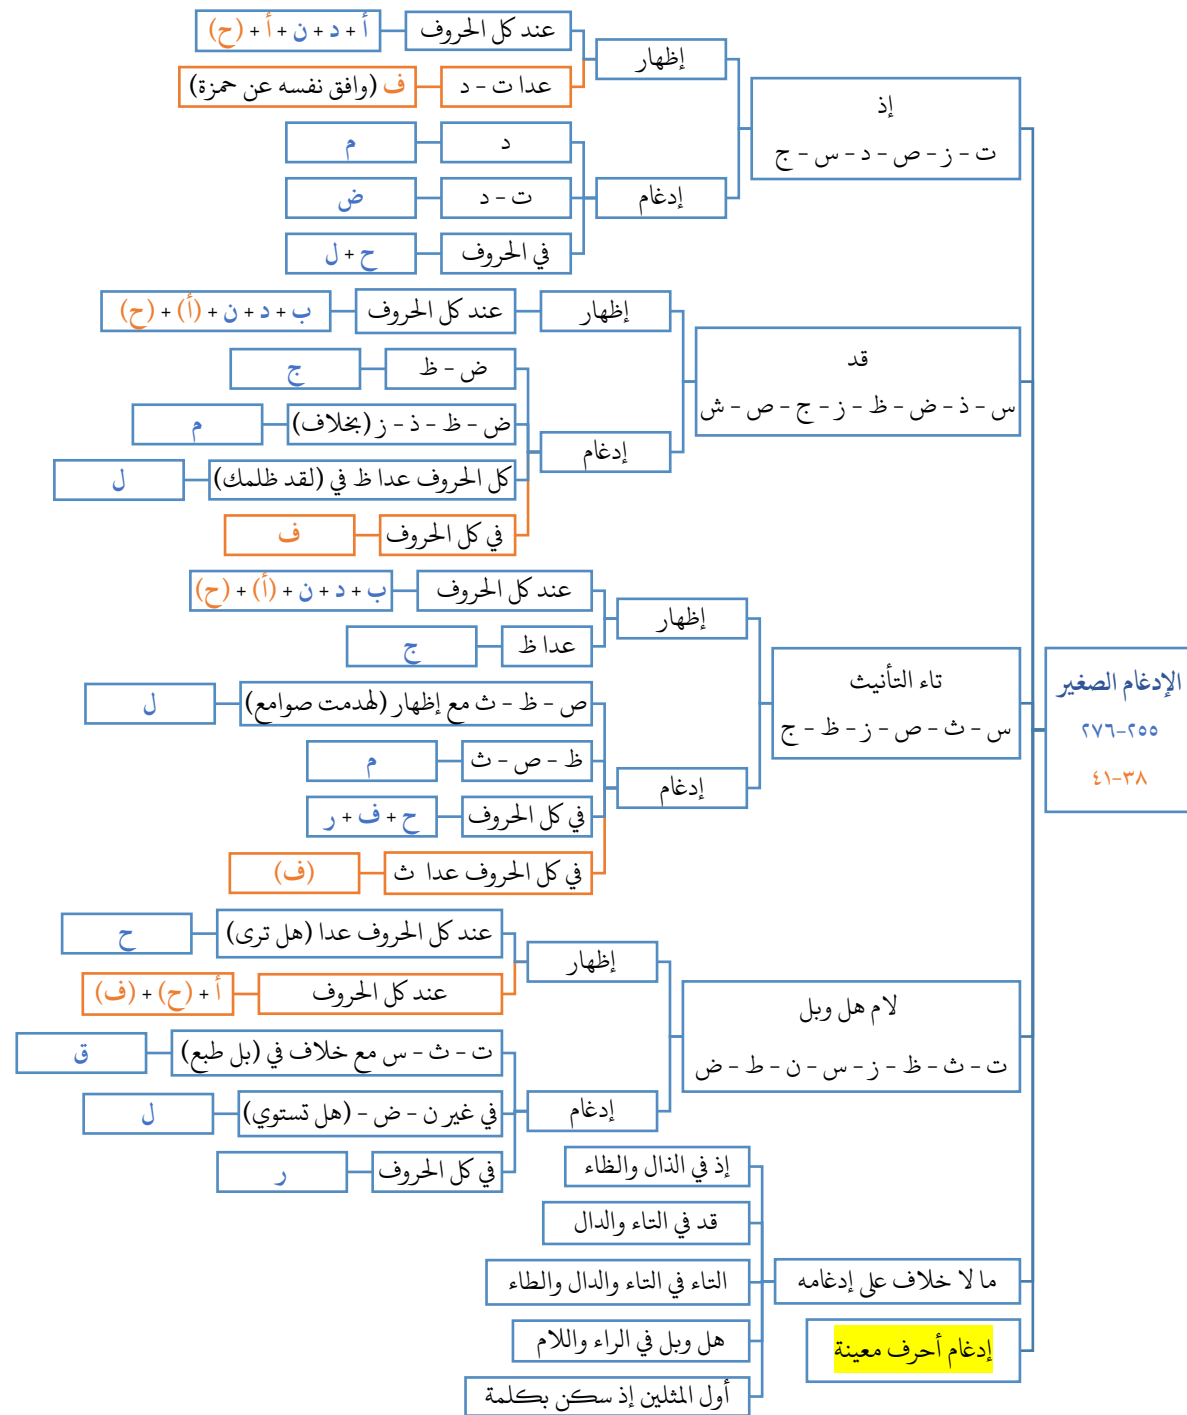 الإدغام الصغير
٢٥٥-٢٧٦
٣٨-٤١
إذ
ت - ز - ص - د - س - ج
إظهار
عند كل الحروف
أ + د + ن + أ + (ح)
عدا ت - د
ف (وافق نفسه عن حمزة)
إدغام
د
م
ت - د
ض
في الحروف
ح + ل
قد
س - ذ - ض - ظ - ز - ج - ص - ش
إظهار
عند كل الحروف
ب + د + ن + (أ) + (ح)
إدغام
ض - ظ
ج
ض - ظ - ذ - ز (بخلاف)
م
كل الحروف عدا ظ في (لقد ظلمك)
ل
في كل الحروف
ف
تاء التأنيث
س - ث - ص - ز - ظ - ج
إظهار
عند كل الحروف
ب + د + ن + (أ) + (ح)
عدا ظ
ج
إدغام
ص - ظ - ث مع إظهار (لهدمت صوامع)
ل
ظ - ص - ث
م
في كل الحروف
ح + ف + ر
في كل الحروف عدا ث
(ف)
لام هل وبل
ت - ث - ظ - ز - س - ن - ط - ض
إظهار
عند كل الحروف عدا (هل ترى)
ح
عند كل الحروف
أ + (ح) + (ف)
إدغام
ت - ث - س مع خلاف في (بل طبع)
ق
في غير ن - ض - (هل تستوي)
ل
في كل الحروف
ر
ما لا خلاف على إدغامه
إذ في الذال والظاء
قد في التاء والدال
التاء في التاء والدال والطاء
هل وبل في الراء واللام
أول المثلين إذ سكن بكلمة
إدغام أحرف معينة